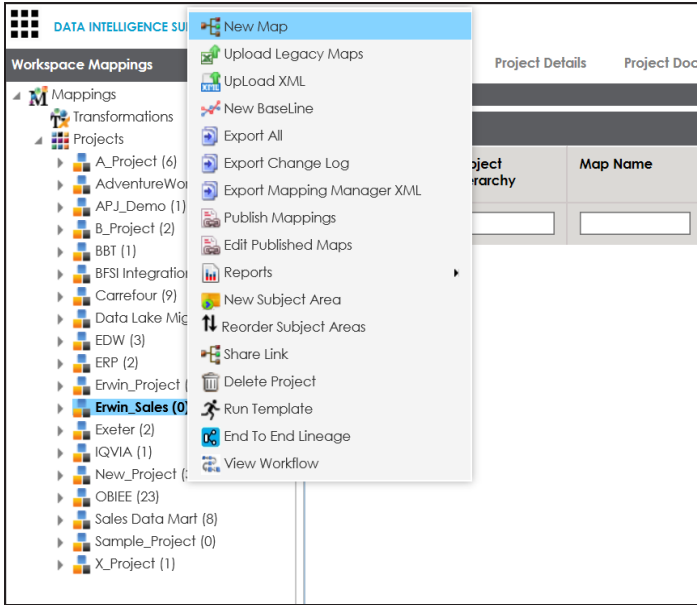 DATA INTELLIGENCE SU
Workspace Mappings
Mappings
Transformations
Projects
A_Project (6)
AdventureWor
APJ_Demo (1)
B_Project (2)
BBT (1)
BFSI Integration
Carrefour (9)
Data Lake Mig
EDW (3)
ERP (2)
Erwin_Project (
Erwin_Sales (0)
Exeter (2)
IQVIA (1)
New_Project (
OBIEE (23)
Sales Data Mart (8)
Sample_Project (0)
X_Project (1)
New Map
Upload Legacy Maps
UpLoad XML
New BaseLine
Export All
Export Change Log
Export Mapping Manager XML
Publish Mappings
Edit Published Maps
Reports
New Subject Area
Reorder Subject Areas
Share Link
Delete Project
Run Template
End To End Lineage
View Workflow
Project Details Project Doc
bject
rarchy
Map Name